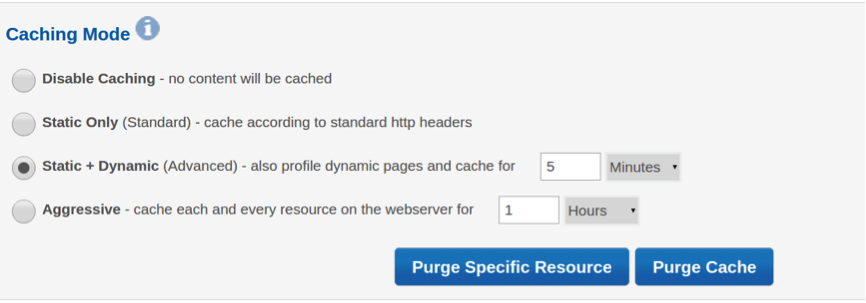 Caching Mode i
Disable Caching - no content will be cached
Static Only (Standard) - cache according to standard http headers
Static + Dynamic (Advanced) - also profile dynamic pages and cache for 5 Minutes
Aggressive - cache each and every resource on the webserver for 1 Hours
Purge Specific Resource Purge Cache